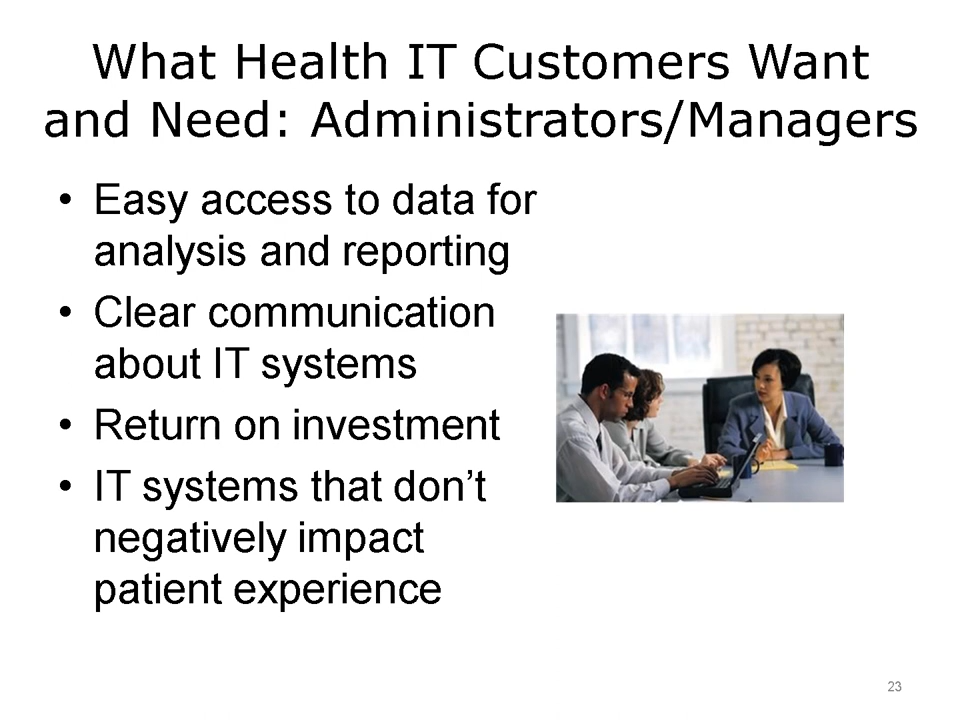 What Health IT Customers Want
and Need: Administrators/Managers
• Easy access to data for
analysis and reporting
• Clear communication
about IT systems
• Return on investment
• IT systems that don’t
negatively impact
patient experience
23